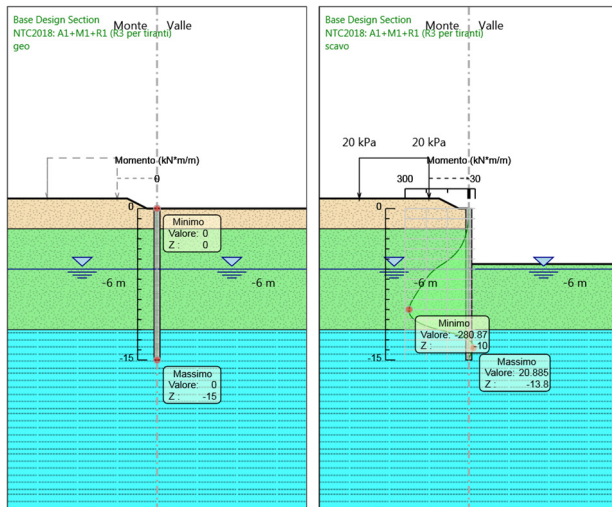 Base Design Section
NTC2018: A1+M1+R1 (R3 per tiranti)
geo
Monte Valle
Momento (kN*m/m)
0
0
Minimo
Valore: 0
Z : 0
-6 m
-6 m
-15
Massimo
Valore: 0
Z : -15
Base Design Section
NTC2018: A1+M1+R1 (R3 per tiranti)
scavo
Monte Valle
20 kPa
20 kPa
Momento (kN*m/m)
300
30
0
-6 m
-6 m
Minimo
Valore: -280.87
Z : -10
-15
Massimo
Valore: 20.885
Z : -13.8